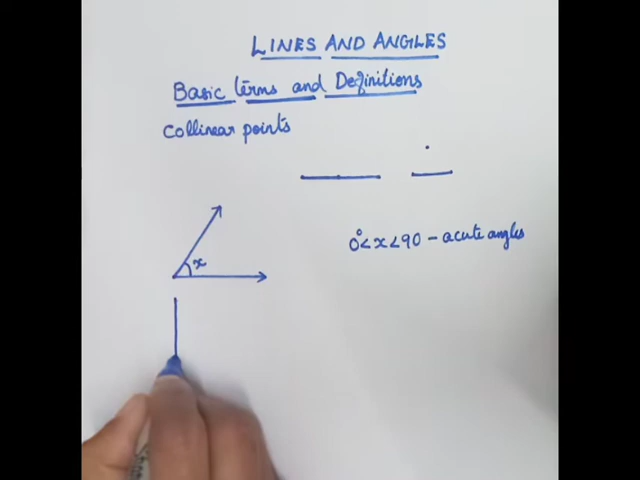 LINES AND ANGLES
Basic terms and Definitions
Collinear points
0°<x<90 - acute angles
x